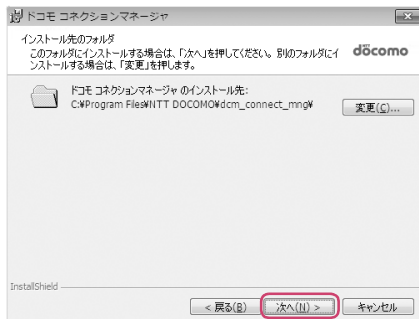 ドコモ コネクションマネージャ
インストール先のフォルダ
このフォルダにインストールする場合は、「次へ」を押してください。別のフォルダにイ
ンストールする場合は、「変更」を押します。
döcomo
ドコモ コネクションマネージャ のインストール先:
C:¥Program Files¥NTT DOCOMO¥dcm_connect_mng¥
変更(C)...
InstallShield
< 戻る(B)
次へ(N) >
キャンセル